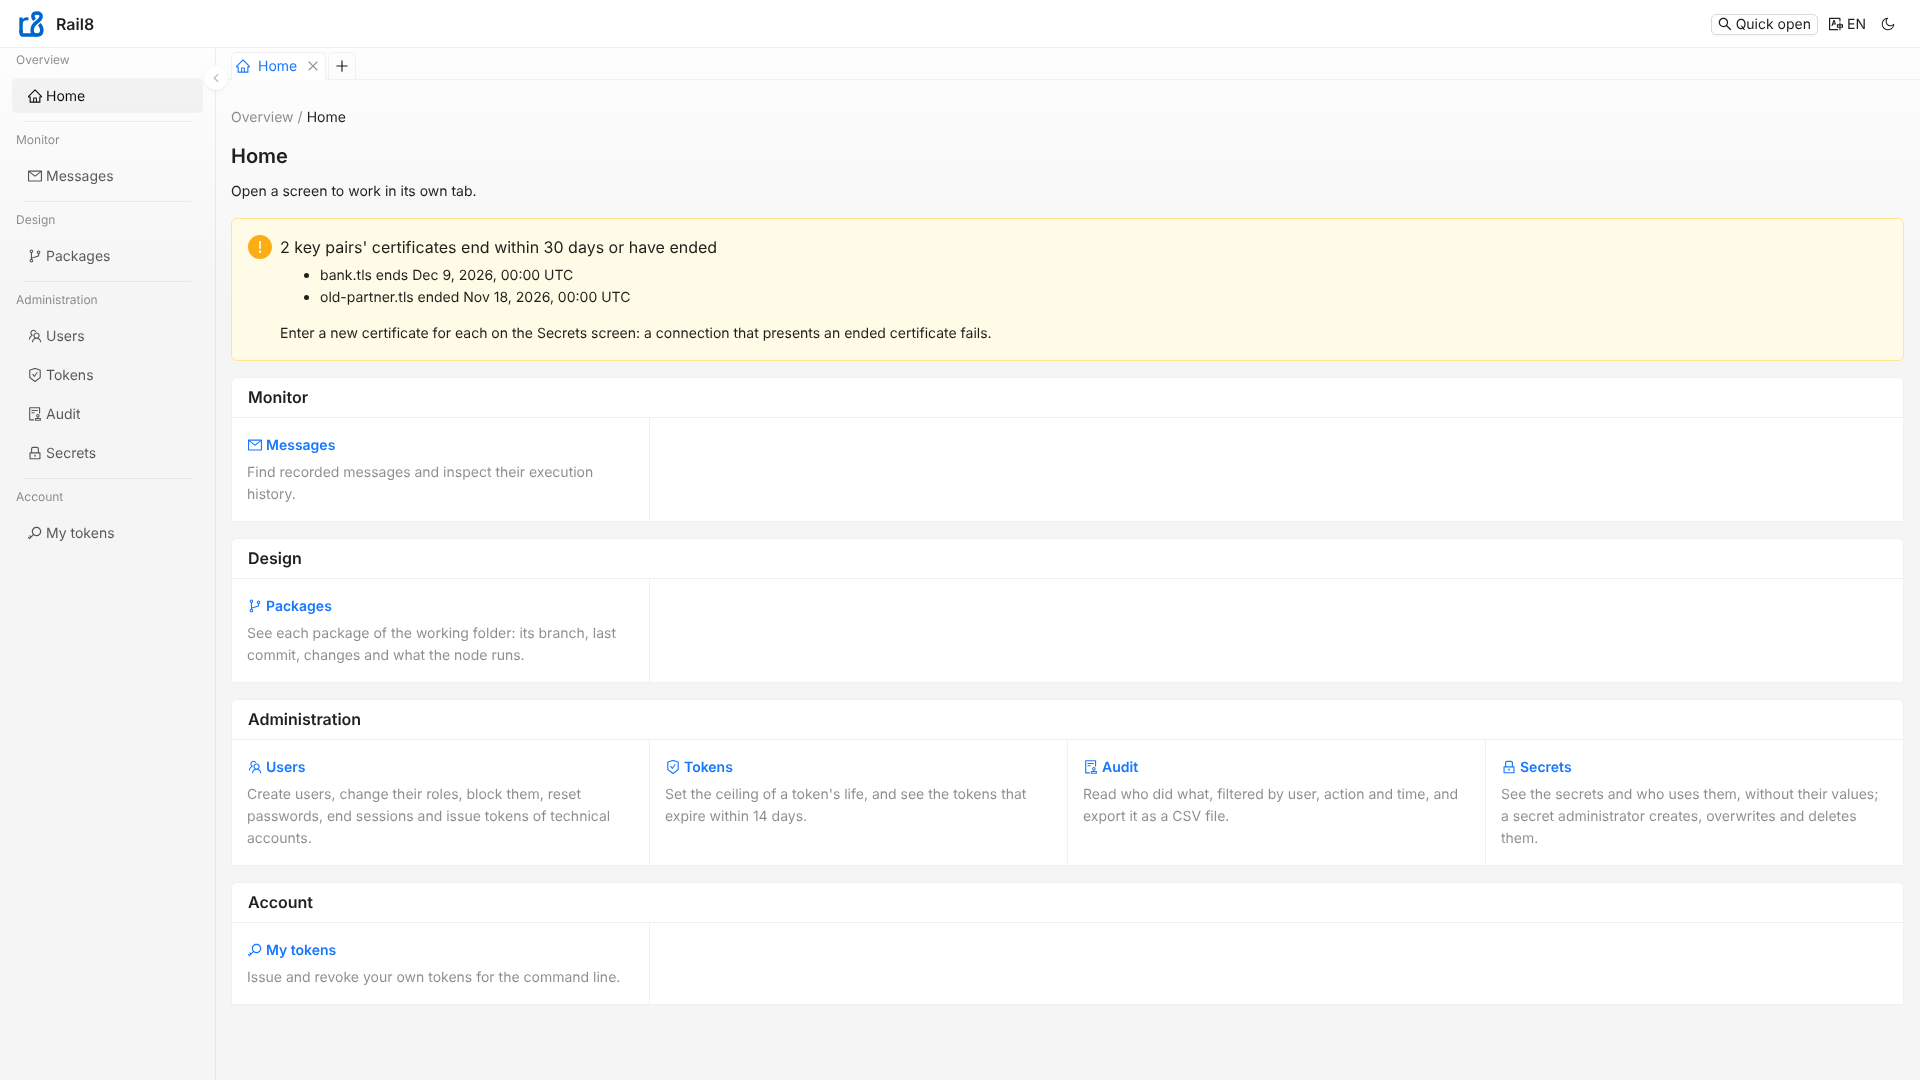 Rail8
Quick open
EN
Overview
Home
Monitor
Messages
Design
Packages
Administration
Users
Tokens
Audit
Secrets
Account
My tokens
Home
Overview / Home
Home
Open a screen to work in its own tab.
2 key pairs' certificates end within 30 days or have ended
bank.tls ends Dec 9, 2026, 00:00 UTC
old-partner.tls ended Nov 18, 2026, 00:00 UTC
Enter a new certificate for each on the Secrets screen: a connection that presents an ended certificate fails.
Monitor
Messages
Find recorded messages and inspect their execution
history.
Design
Packages
See each package of the working folder: its branch, last
commit, changes and what the node runs.
Administration
Users
Create users, change their roles, block them, reset
passwords, end sessions and issue tokens of technical
accounts.
Tokens
Set the ceiling of a token's life, and see the tokens that
expire within 14 days.
Audit
Read who did what, filtered by user, action and time, and
export it as a CSV file.
Secrets
See the secrets and who uses them, without their values;
a secret administrator creates, overwrites and deletes
them.
Account
My tokens
Issue and revoke your own tokens for the command line.